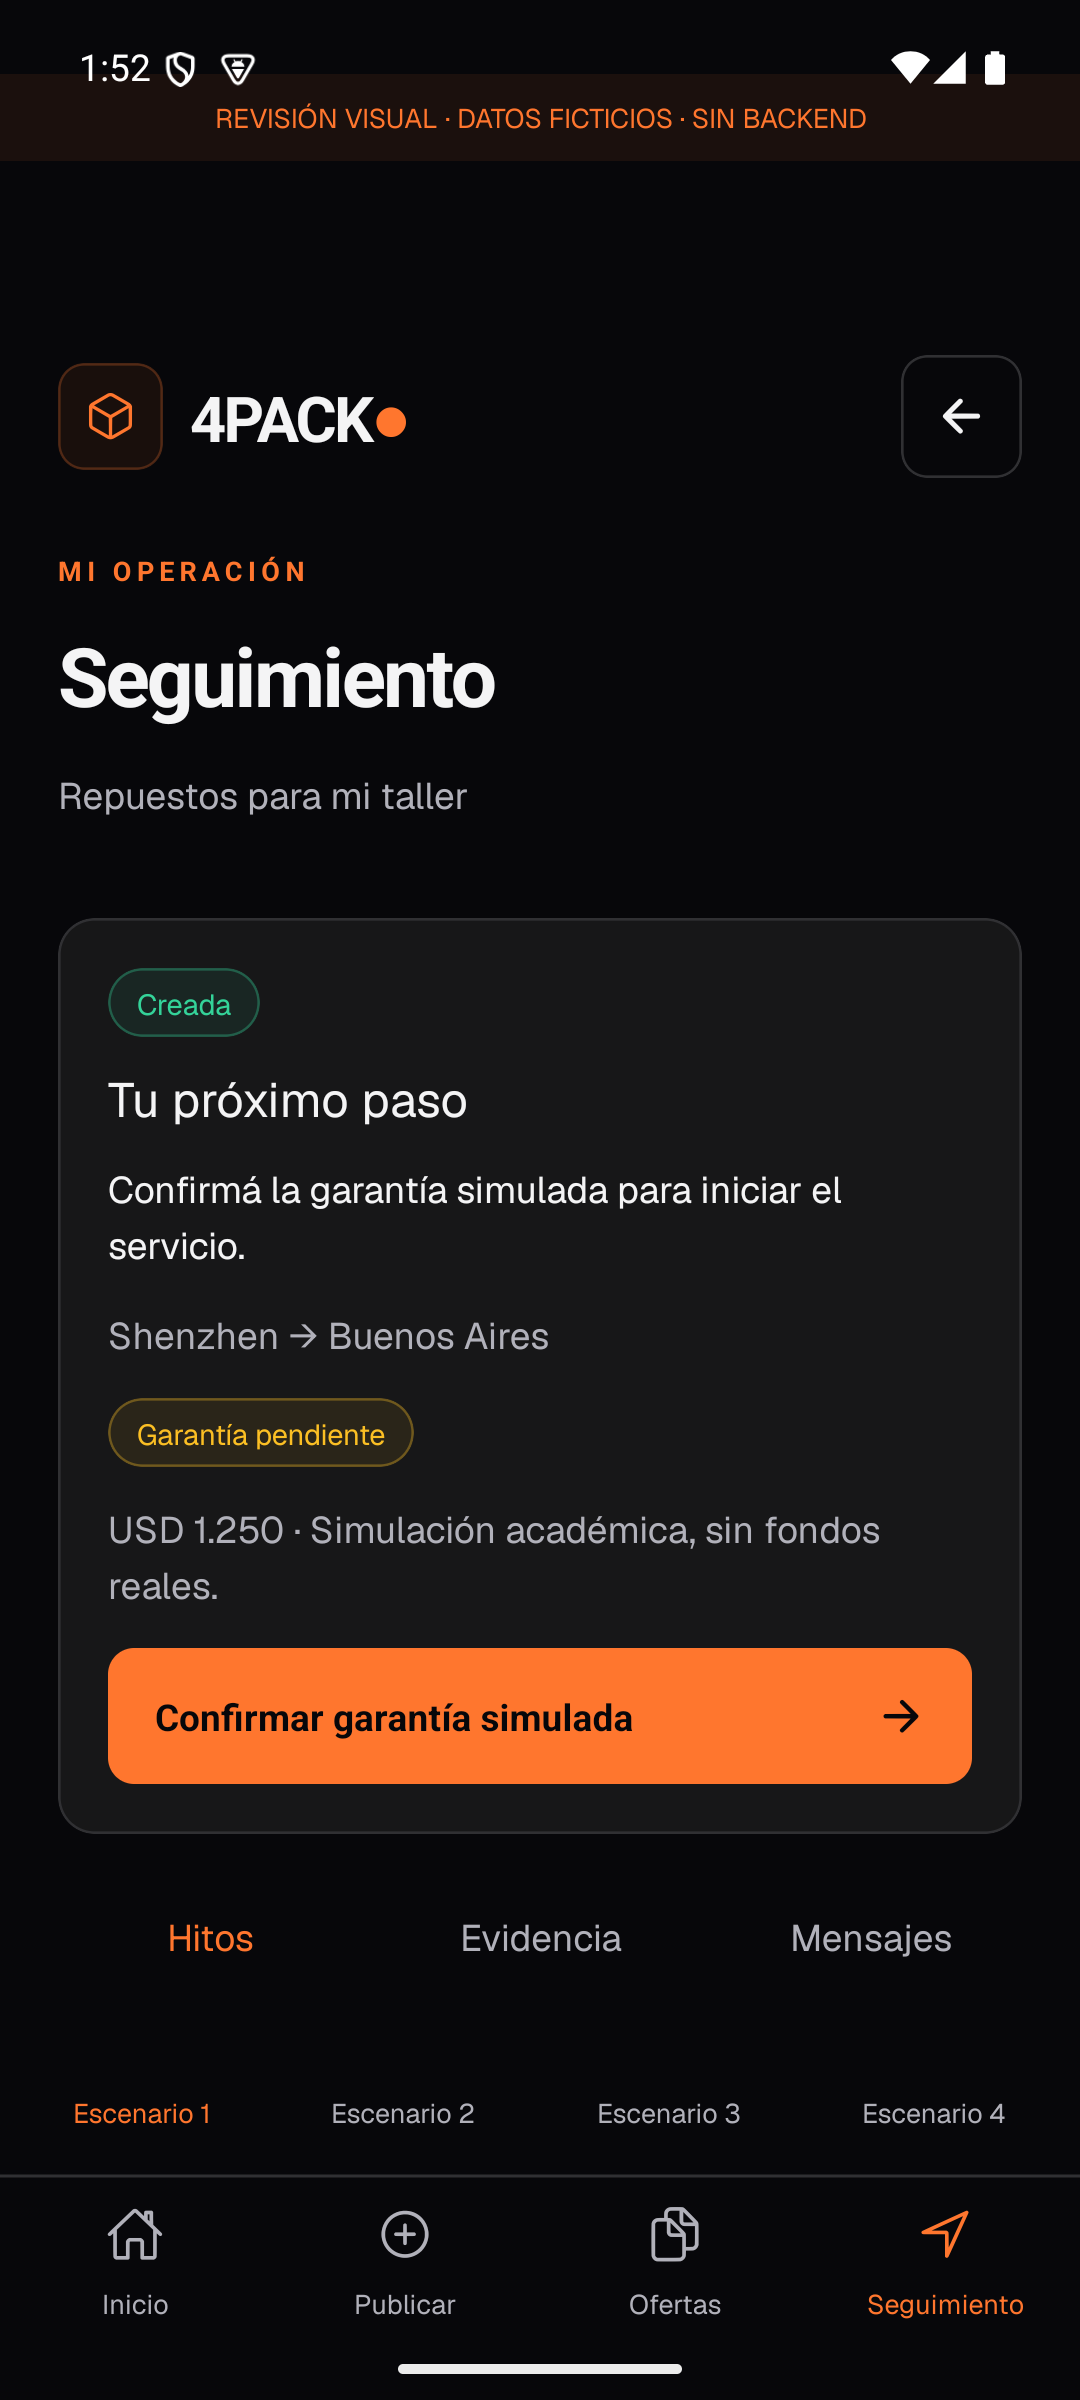 1:52
REVISIÓN VISUAL · DATOS FICTICIOS · SIN BACKEND
4PACK
MI OPERACIÓN
Seguimiento
Repuestos para mi taller
Creada
Tu próximo paso
Confirmá la garantía simulada para iniciar el
servicio.
Shenzhen → Buenos Aires
Garantía pendiente
USD 1.250 · Simulación académica, sin fondos
reales.
Confirmar garantía simulada →
Hitos Evidencia Mensajes
Escenario 1 Escenario 2 Escenario 3 Escenario 4
Inicio Publicar Ofertas Seguimiento